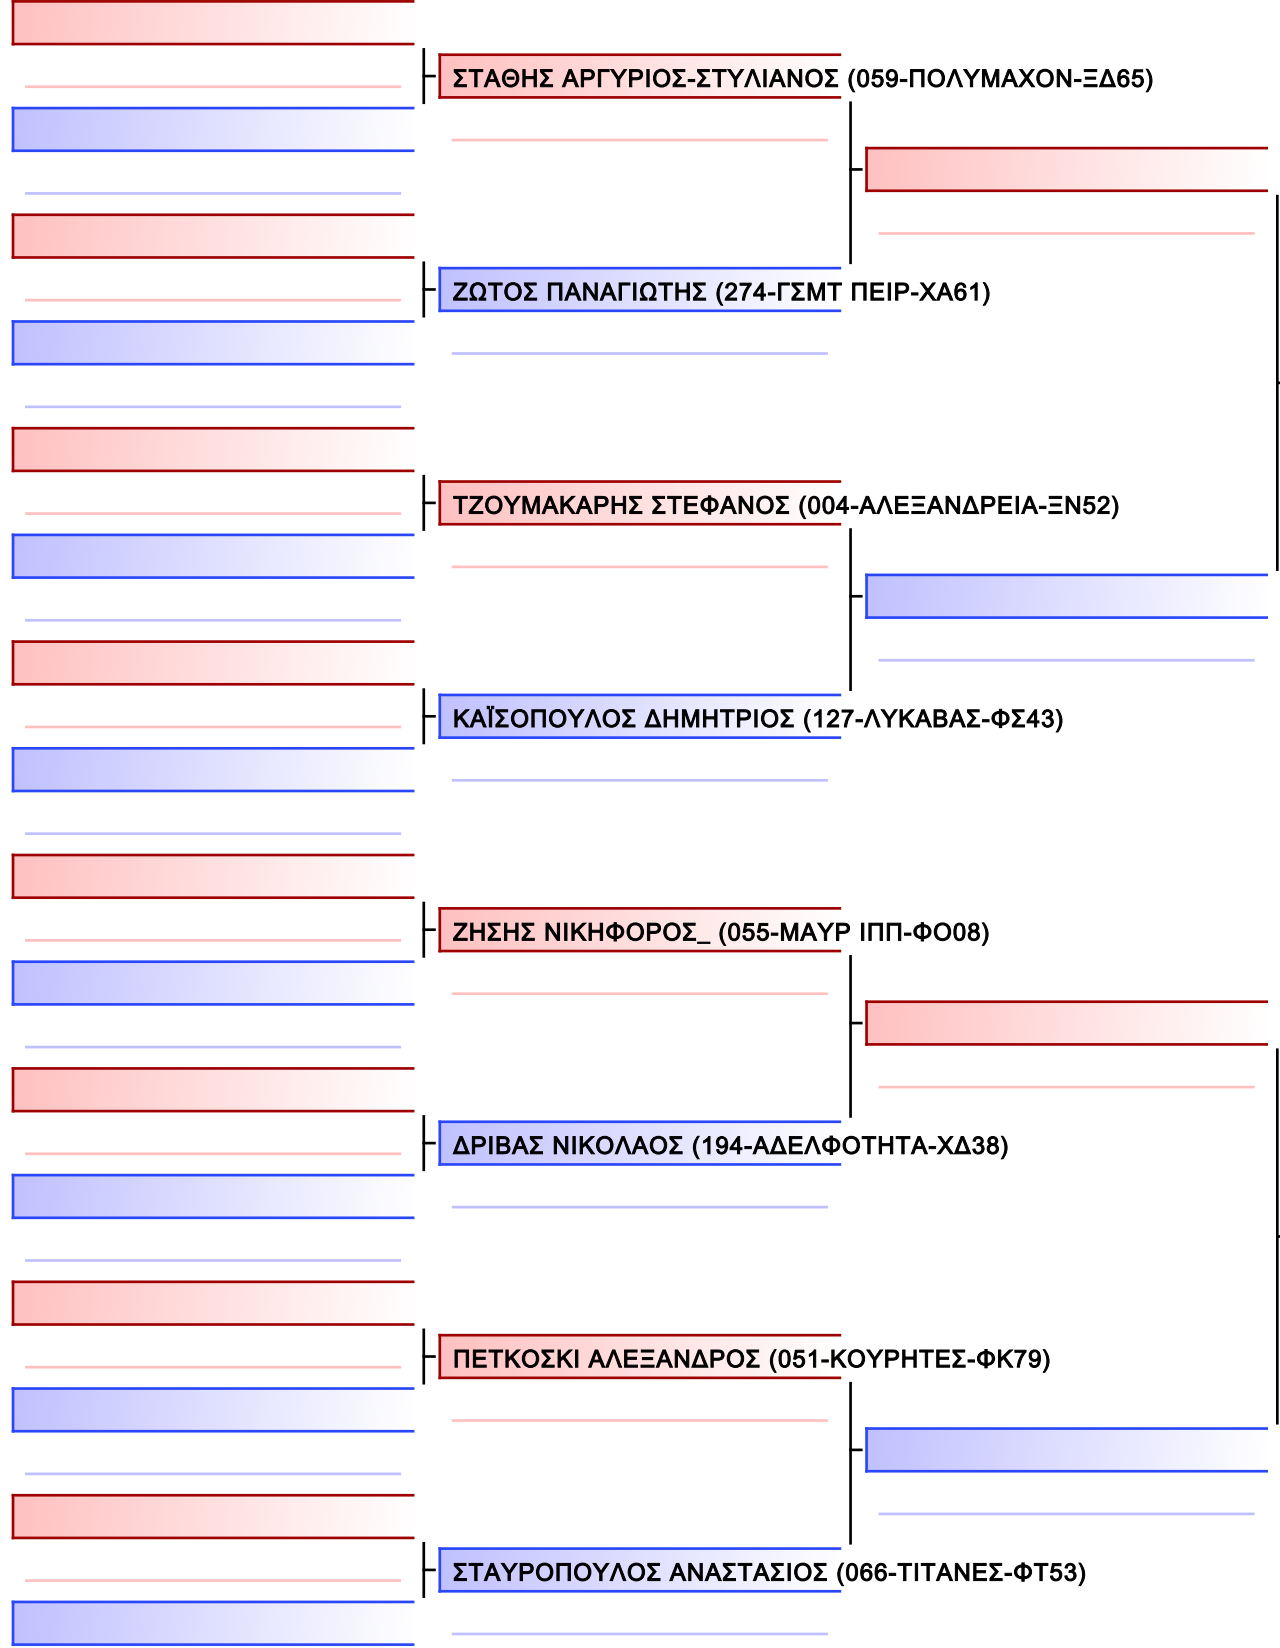 ΣΤΑΘΗΣ ΑΡΓΥΡΙΟΣ-ΣΤΥΛΙΑΝΟΣ (059-ΠΟΛΥΜΑΧΟΝ-ΞΔ65)
ΖΩΤΟΣ ΠΑΝΑΓΙΩΤΗΣ (274-ΓΣΜΤ ΠΕΙΡ-ΧΑ61)
ΤΖΟΥΜΑΚΑΡΗΣ ΣΤΕΦΑΝΟΣ (004-ΑΛΕΞΑΝΔΡΕΙΑ-ΞΝ52)
ΚΑΪΣΟΠΟΥΛΟΣ ΔΗΜΗΤΡΙΟΣ (127-ΛΥΚΑΒΑΣ-ΦΣ43)
ΖΗΣΗΣ ΝΙΚΗΦΟΡΟΣ_ (055-ΜΑΥΡ ΙΠΠ-ΦΟ08)
ΔΡΙΒΑΣ ΝΙΚΟΛΑΟΣ (194-ΑΔΕΛΦΟΤΗΤΑ-ΧΔ38)
ΠΕΤΚΟΣΚΙ ΑΛΕΞΑΝΔΡΟΣ (051-ΚΟΥΡΗΤΕΣ-ΦΚ79)
ΣΤΑΥΡΟΠΟΥΛΟΣ ΑΝΑΣΤΑΣΙΟΣ (066-ΤΙΤΑΝΕΣ-ΦΤ53)